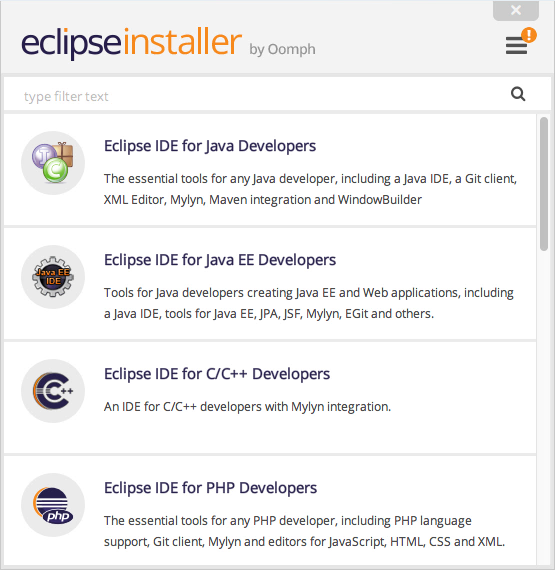 eclipseinstaller by Oomph
!
type filter text
Eclipse IDE for Java Developers
The essential tools for any Java developer, including a Java IDE, a Git client,
XML Editor, Mylyn, Maven integration and WindowBuilder
J
C
Eclipse IDE for Java EE Developers
Tools for Java developers creating Java EE and Web applications, including
a Java IDE, tools for Java EE, JPA, JSF, Mylyn, EGit and others.
Java EE
IDE
Eclipse IDE for C/C++ Developers
An IDE for C/C++ developers with Mylyn integration.
C++
Eclipse IDE for PHP Developers
The essential tools for any PHP developer, including PHP language
support, Git client, Mylyn and editors for JavaScript, HTML, CSS and XML.
php